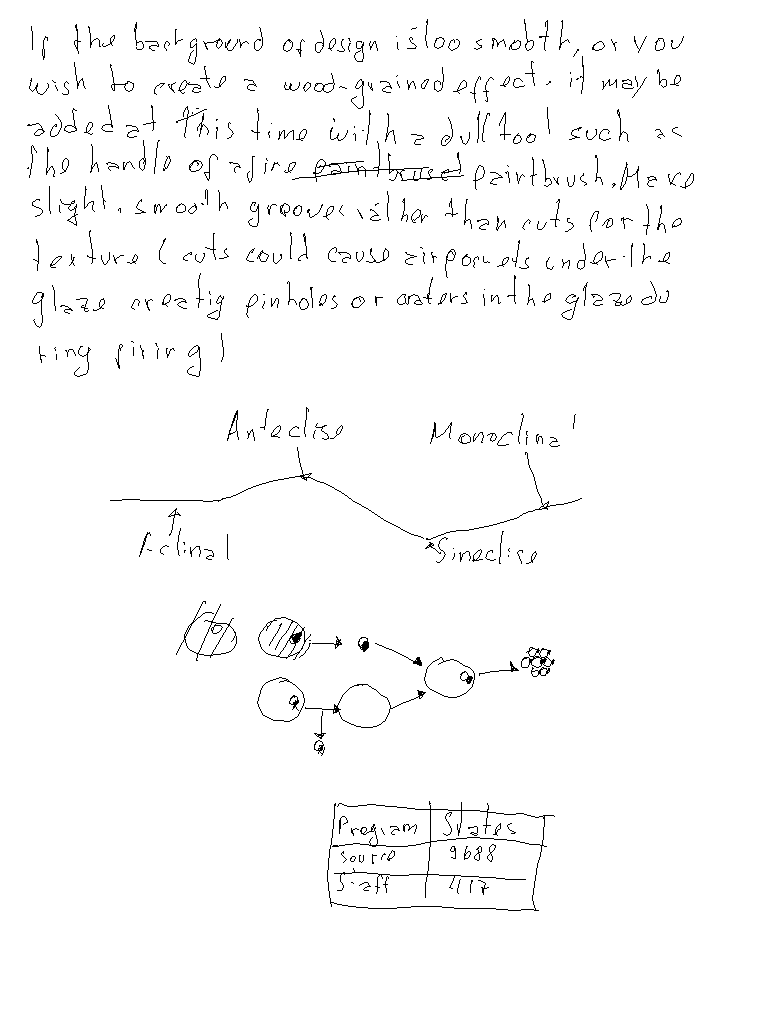 If the background of design is too smooth, or you
wish to create a wood-grained effect. it may be
added at this time with a dull tool such as
the handle of a fine paintbrush. Make
slight. smooth grooves rather than cuts for the
texture (cuts could cause air pockets under the
glaze creatig pinholes or craters in the glaze du
ring firing)
Anteclise Monoclinal
Aclinal Sineclise
Program States
source 9688
Staff 417